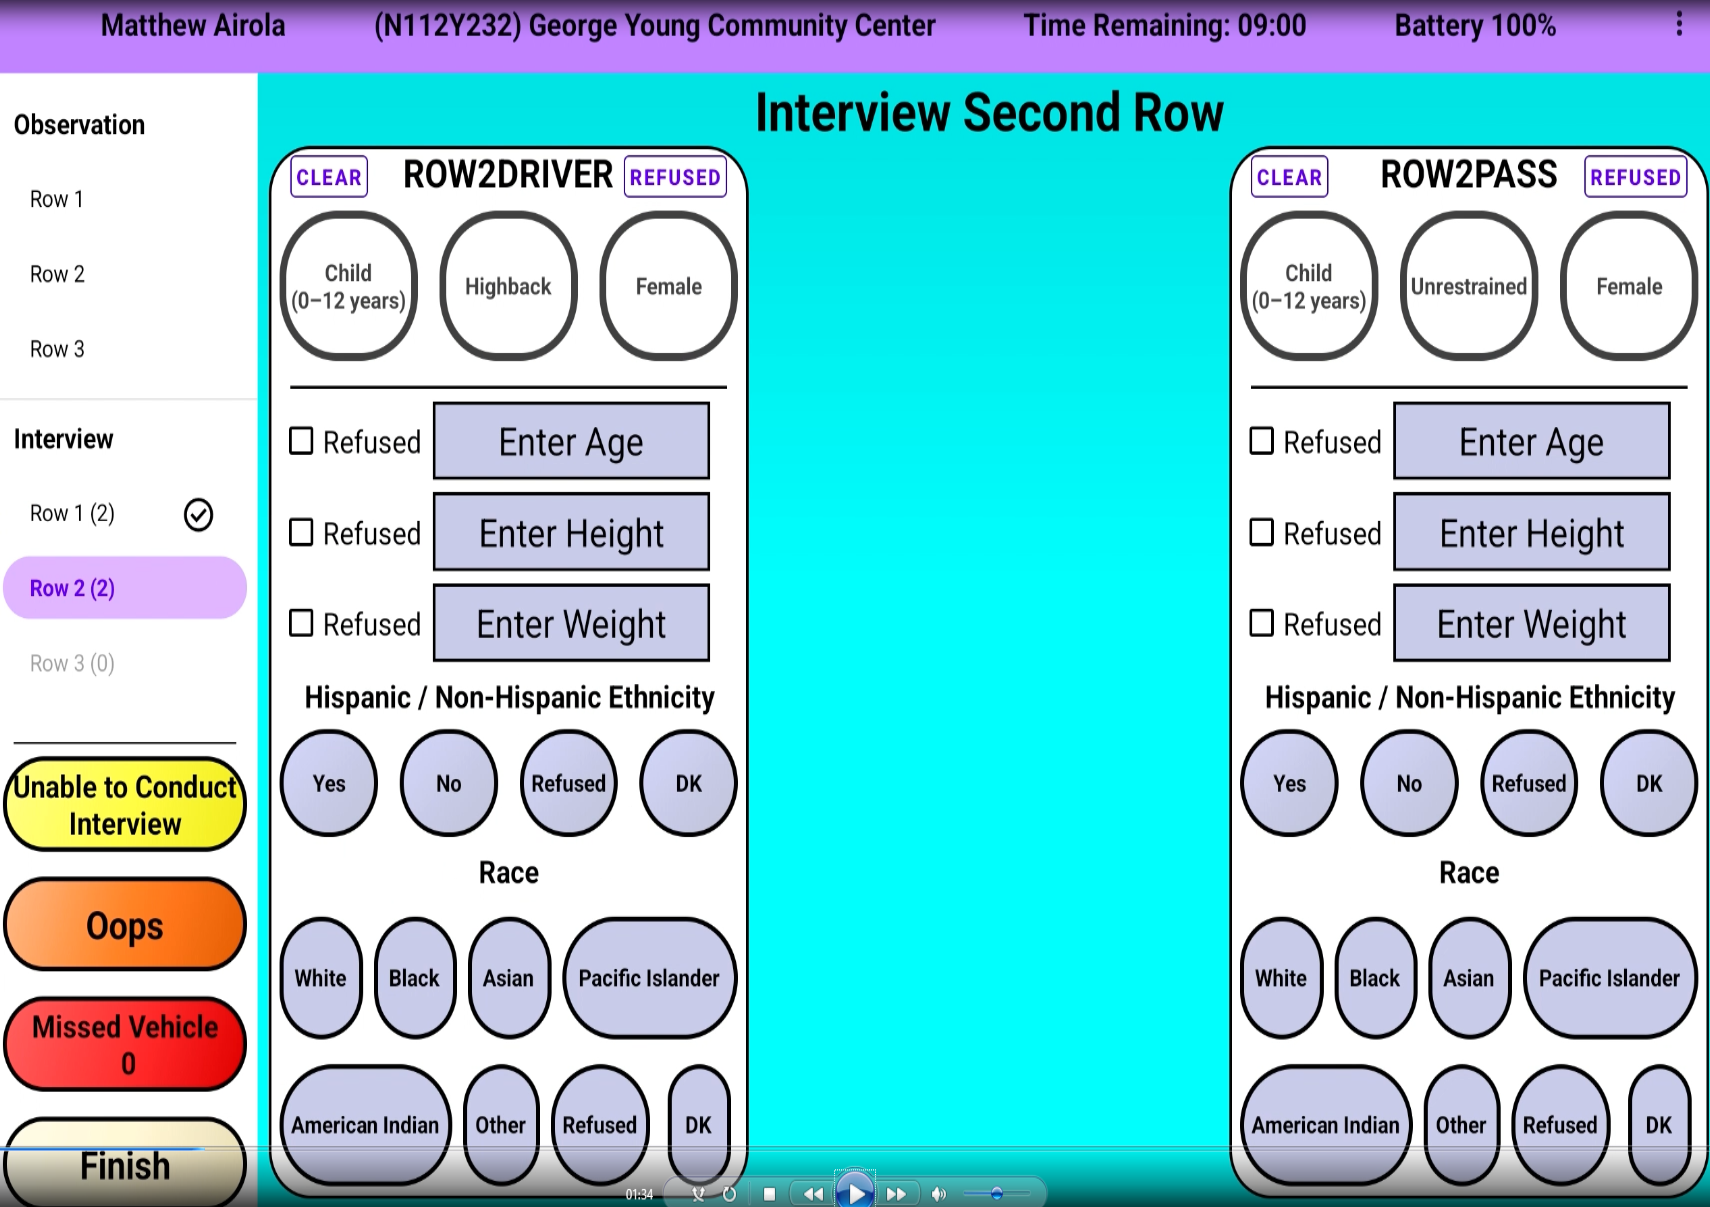 Matthew Airola (N112Y232) George Young Community Center Time Remaining: 09:00 Battery 100%
Observation
Row 1
Row 2
Row 3
Interview
Row 1 (2)
Row 2 (2)
Row 3 (0)
Unable to Conduct
Interview
Oops
Missed Vehicle
0
Finish
Interview Second Row
CLEAR ROW2DRIVER REFUSED
Child
(0–12 years)
Highback
Female
Refused Enter Age
Refused Enter Height
Refused Enter Weight
Hispanic / Non-Hispanic Ethnicity
Yes No Refused DK
Race
White Black Asian Pacific Islander
American Indian Other Refused DK
CLEAR ROW2PASS REFUSED
Child
(0–12 years)
Unrestrained
Female
Refused Enter Age
Refused Enter Height
Refused Enter Weight
Hispanic / Non-Hispanic Ethnicity
Yes No Refused DK
Race
White Black Asian Pacific Islander
American Indian Other Refused DK
01:34